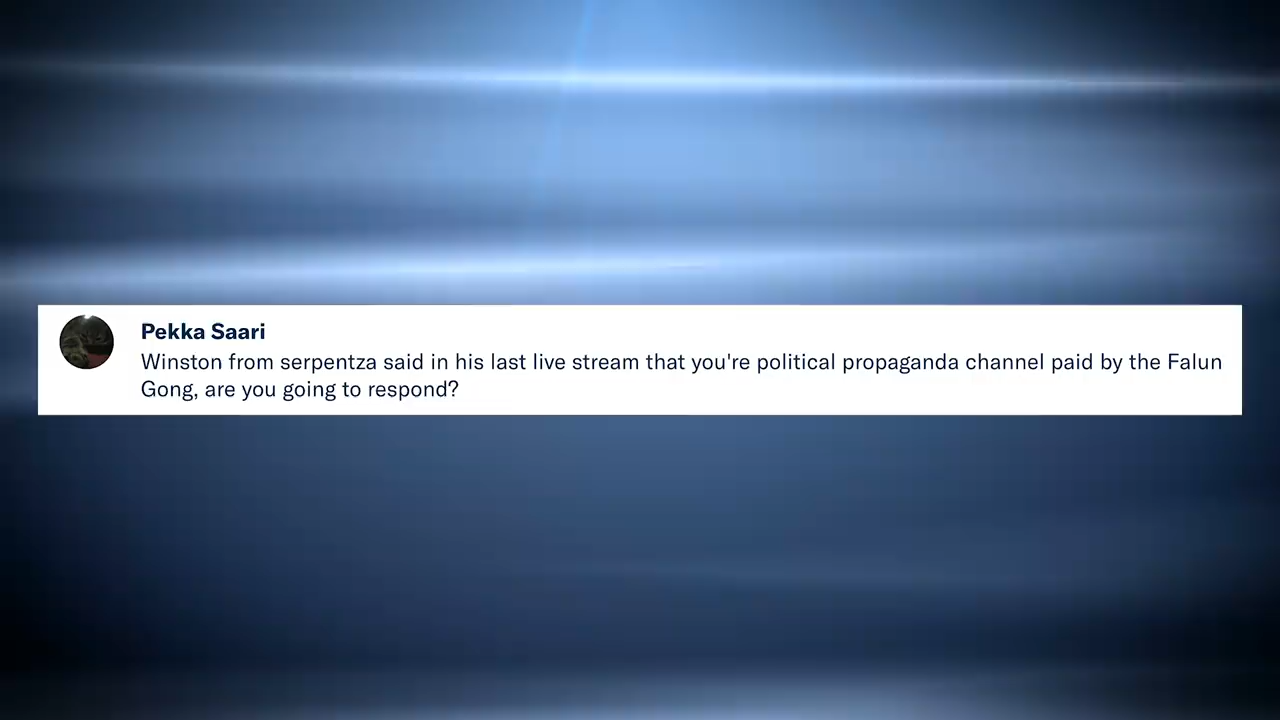 Pekka Saari
Winston from serpentza said in his last live stream that you're political propaganda channel paid by the Falun
Gong, are you going to respond?